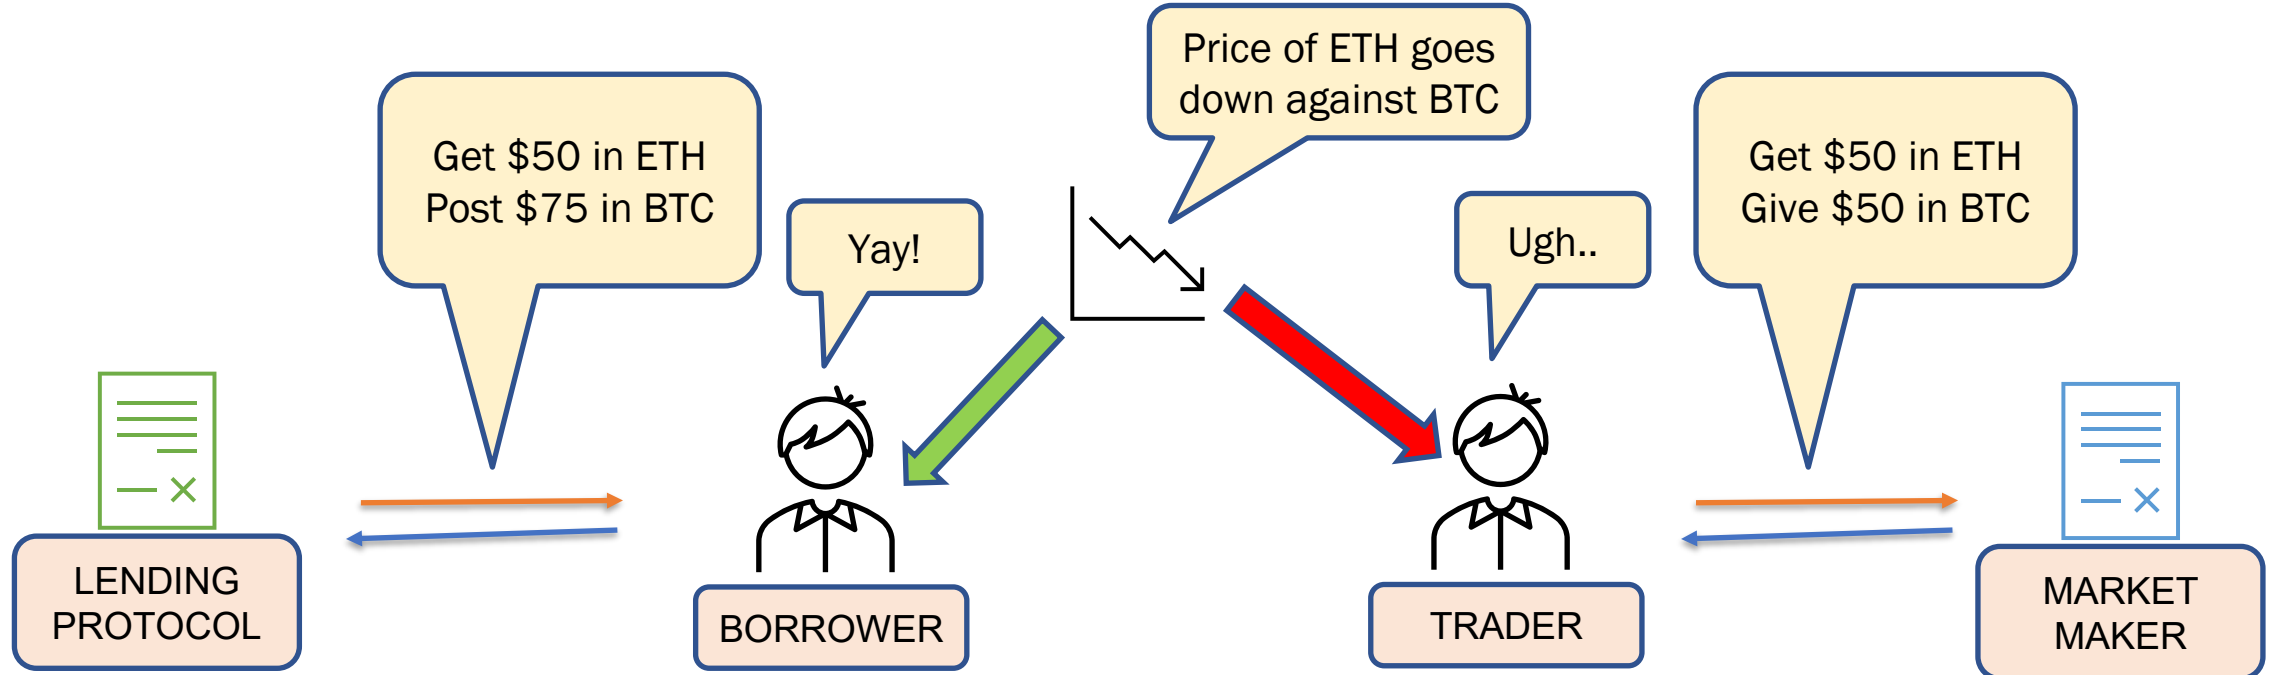 Price of ETH goes
down against BTC
Get $50 in ETH
Post $75 in BTC
Yay!
Ugh..
Get $50 in ETH
Give $50 in BTC
LENDING
PROTOCOL
BORROWER
TRADER
MARKET
MAKER